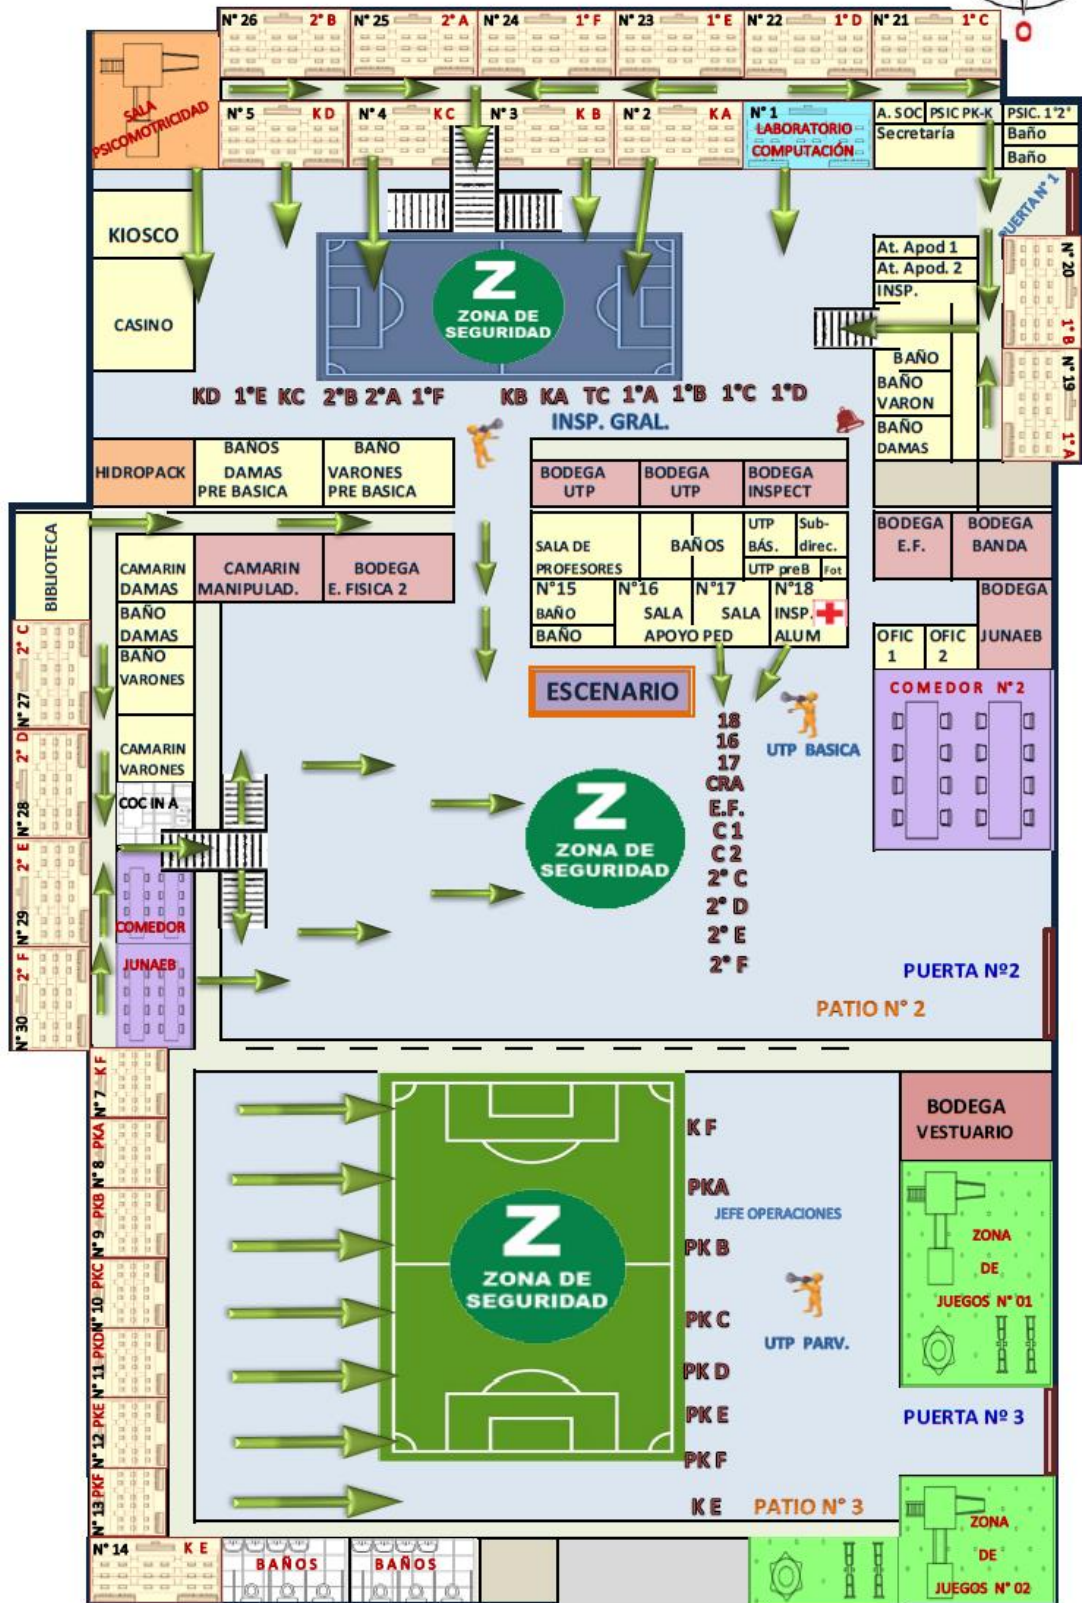 O
N° 26 2° B
N° 25 2° A
N° 24 1° F
N° 23 1° E
N° 22 1° D
N° 21 1° C
SALA
PSICOMOTRICIDAD
N° 5 KD
N° 4 KC
N° 3 KB
N° 2 KA
N° 1
LABORATORIO
COMPUTACIÓN
A. SOC
PSIC PK-K
PSIC. 1°2°
Secretaría
Baño
Baño
PUERTA N° 1
KIOSCO
CASINO
Z
ZONA DE
SEGURIDAD
At. Apod 1
At. Apod. 2
INSP.
N° 20 1° B
BAÑO
BAÑO
VARON
BAÑO
DAMAS
N° 19 1° A
KD 1°E KC 2°B 2°A 1°F KB KA TC 1°A 1°B 1°C 1°D
INSP. GRAL.
HIDROPACK
BAÑOS
DAMAS
PRE BASICA
BAÑO
VARONES
PRE BASICA
BODEGA
UTP
BODEGA
UTP
BODEGA
INSPECT
BIBLIOTECA
CAMARIN
DAMAS
CAMARIN
MANIPULAD.
BODEGA
E. FISICA 2
SALA DE
PROFESORES
BAÑOS
UTP
BÁS.
Sub-
direc.
UTP preB
Fot
BODEGA
E.F.
BODEGA
BANDA
N°15
BAÑO
BAÑO
N°16
SALA
N°17
SALA
APOYO PED
N°18
INSP.
ALUM
BODEGA
JUNAEB
OFIC
1
OFIC
2
BAÑO
DAMAS
BAÑO
VARONES
CAMARIN
VARONES
COC IN A
COMEDOR
JUNAEB
N° 27 2° C
N° 28 2° D
N° 29 2° E
N° 30 2° F
ESCENARIO
COMEDOR N°2
UTP BASICA
18
16
17
CRA
E.F.
C 1
C 2
2° C
2° D
2° E
2° F
Z
ZONA DE
SEGURIDAD
PUERTA Nº2
PATIO N° 2
N° 7 K F
N° 8 PKA
N° 9 PKB
N° 10 PKC
N° 11 PKD
N° 12 PKE
N° 13 PKF
Z
ZONA DE
SEGURIDAD
K F
PKA
JEFE OPERACIONES
PK B
PK C
UTP PARV.
PK D
PK E
PK F
K E
PATIO N° 3
BODEGA
VESTUARIO
ZONA
DE
JUEGOS N° 01
PUERTA Nº 3
ZONA
DE
JUEGOS N° 02
N° 14 K E
BAÑOS
BAÑOS